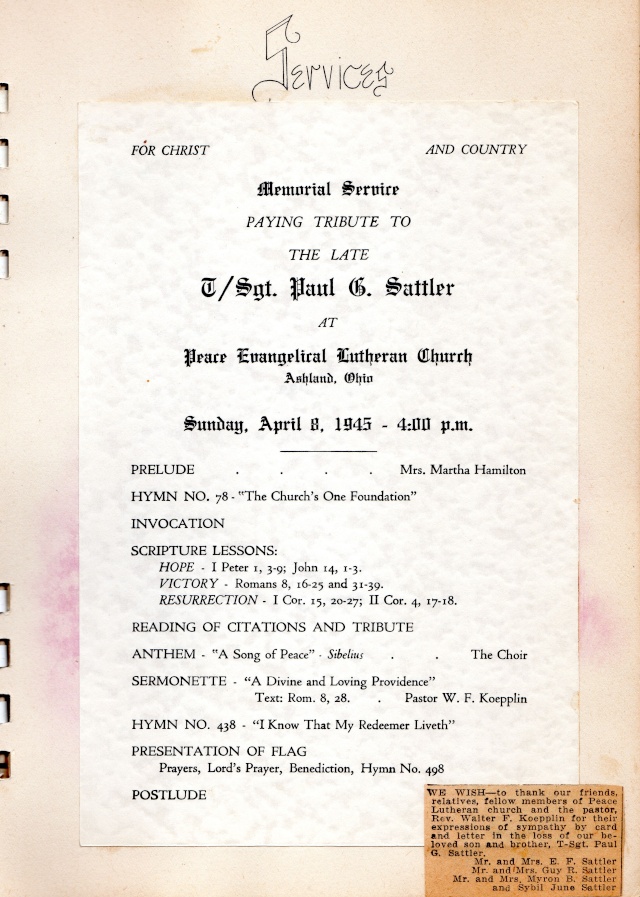 Services
FOR CHRIST AND COUNTRY
Memorial Service
PAYING TRIBUTE TO
THE LATE
T/Sgt. Paul G. Sattler
AT
Peace Evangelical Lutheran Church
Ashland, Ohio
Sunday, April 8, 1945 - 4:00 p.m.
PRELUDE . . . . Mrs. Martha Hamilton
HYMN NO. 78 - "The Church's One Foundation"
INVOCATION
SCRIPTURE LESSONS:
HOPE - I Peter 1, 3-9; John 14, 1-3.
VICTORY - Romans 8, 16-25 and 31-39.
RESURRECTION - I Cor. 15, 20-27; II Cor. 4, 17-18.
READING OF CITATIONS AND TRIBUTE
ANTHEM - "A Song of Peace" - Sibelius . . The Choir
SERMONETTE - "A Divine and Loving Providence"
Text: Rom. 8, 28. . Pastor W. F. Koepplin
HYMN NO. 438 - "I Know That My Redeemer Liveth"
PRESENTATION OF FLAG
Prayers, Lord's Prayer, Benediction, Hymn No. 498
POSTLUDE
WE WISH—to thank our friends,
relatives, fellow members of Peace
Lutheran church and the pastor,
Rev. Walter F. Koepplin for their
expressions of sympathy by card
and letter in the loss of our be-
loved son and brother, T-Sgt. Paul
G. Sattler.
Mr. and Mrs. E. F. Sattler
Mr. and Mrs. Guy R. Sattler
Mr. and Mrs. Myron B. Sattler
and Sybil June Sattler